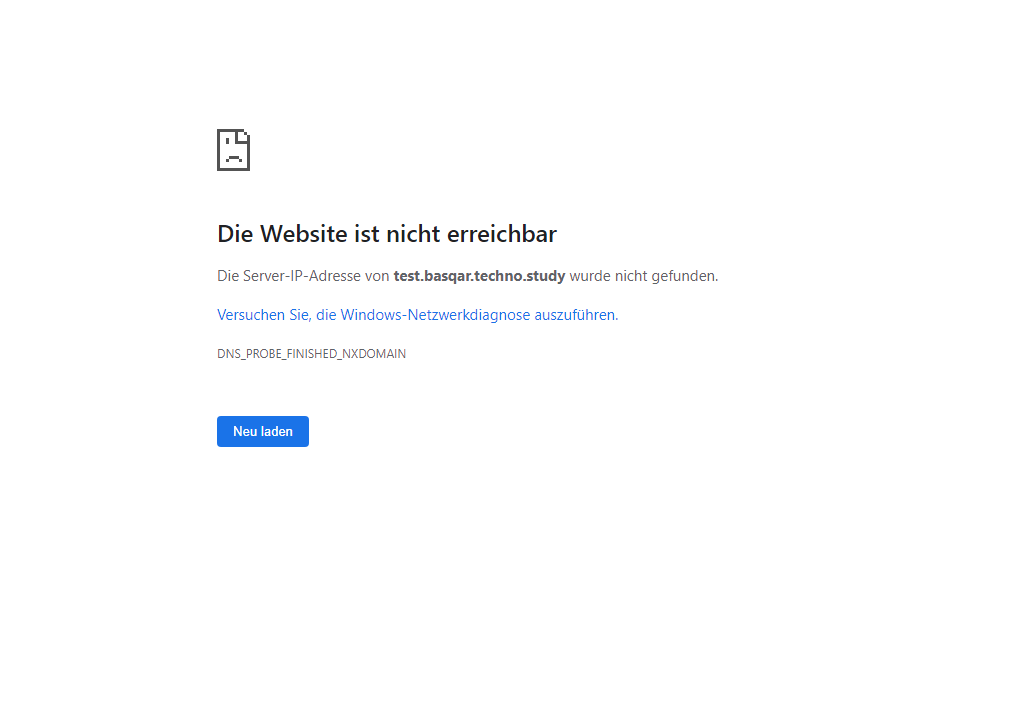 Die Website ist nicht erreichbar
Die Server-IP-Adresse von test.basqar.techno.study wurde nicht gefunden.
Versuchen Sie, die Windows-Netzwerkdiagnose auszuführen.
DNS_PROBE_FINISHED_NXDOMAIN
Neu laden